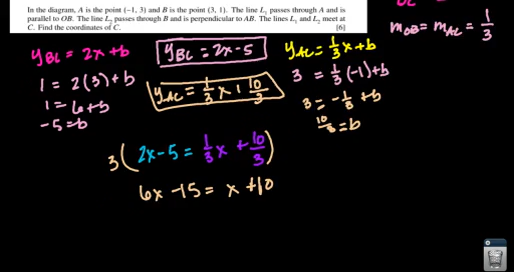 In the diagram, A is the point (−1, 3) and B is the point (3, 1). The line L₁ passes through A and is
parallel to OB. The line L₂ passes through B and is perpendicular to AB. The lines L₁ and L₂ meet at
C. Find the coordinates of C. [6]
m_OB = m_AC = 1/3
y_BC = 2x+b
1 = 2(3)+b
1 = 6+b
-5=b
y_BC = 2x-5
y_AC = 1/3 x + 10/3
y_AC = 1/3 x+b
3 = 1/3(-1)+b
3 = -1/3 +b
10/3 =b
3(2x-5 = 1/3 x + 10/3)
6x -15 = x +10